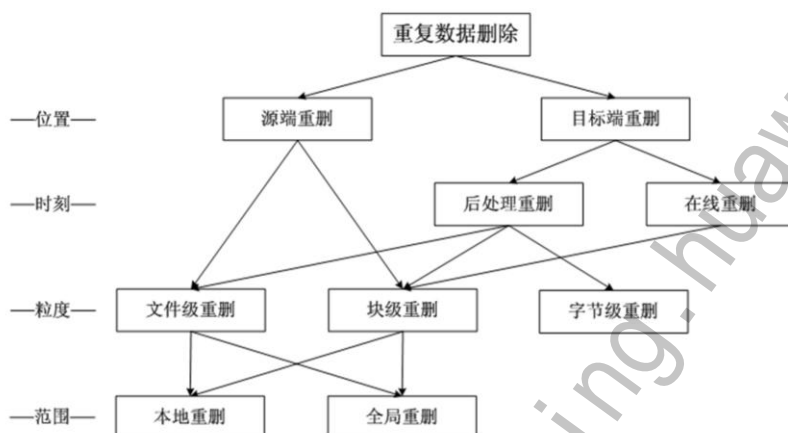 重复数据删除
—位置—
源端重删
目标端重删
—时刻—
后处理重删
在线重删
—粒度—
文件级重删
块级重删
字节级重删
—范围—
本地重删
全局重删
ing.huaw